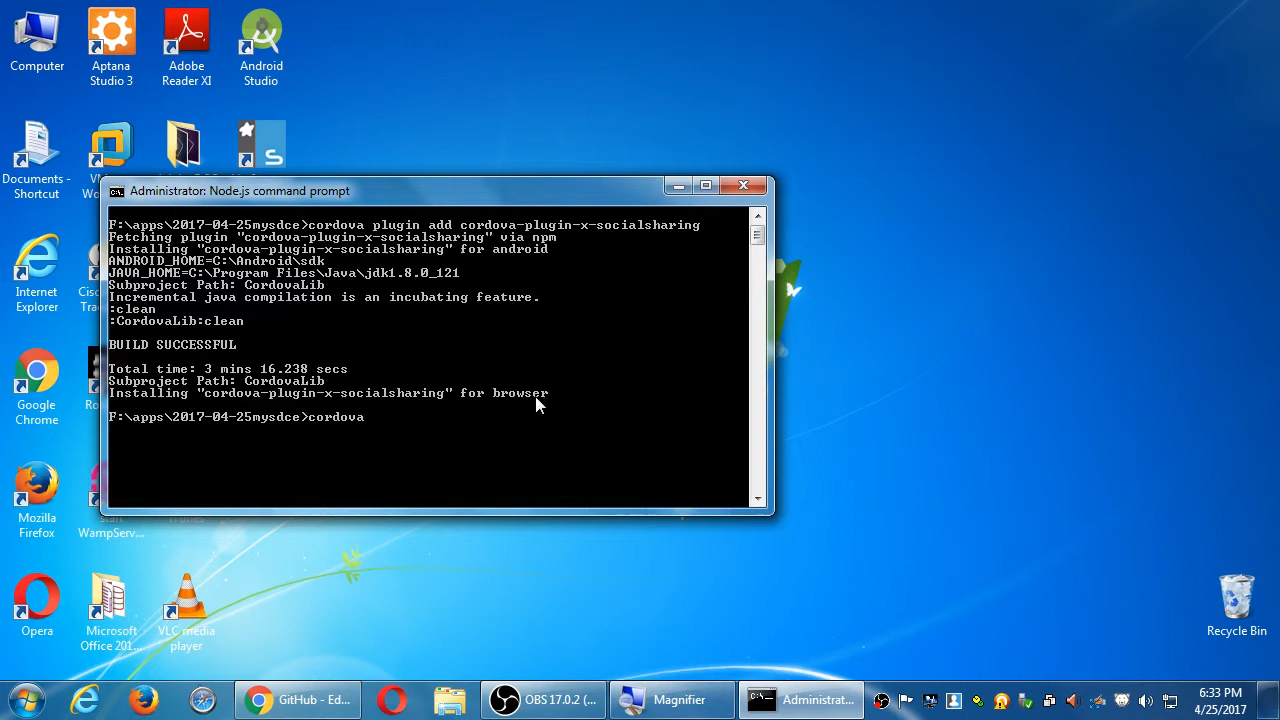 Computer
Aptana
Studio 3
Adobe
Reader XI
Android
Studio
Documents -
Shortcut
S
Administrator: Node.js command prompt
F:\apps\2017-04-25mysdce>cordova plugin add cordova-plugin-x-socialsharing
Fetching plugin "cordova-plugin-x-socialsharing" via npm
Installing "cordova-plugin-x-socialsharing" for android
ANDROID_HOME=C:\Android\sdk
JAVA_HOME=C:\Program Files\Java\jdk1.8.0_121
Subproject Path: CordovaLib
Incremental java compilation is an incubating feature.
:clean
:CordovaLib:clean
BUILD SUCCESSFUL
Total time: 3 mins 16.238 secs
Subproject Path: CordovaLib
Installing "cordova-plugin-x-socialsharing" for browser
F:\apps\2017-04-25mysdce>cordova
Internet
Explorer
Google
Chrome
Mozilla
Firefox
start
WampServ...
Opera
Microsoft
Office 201...
VLC media
player
Recycle Bin
GitHub - Ed...
OBS 17.0.2 (...
Magnifier
Administrat...
6:33 PM
4/25/2017